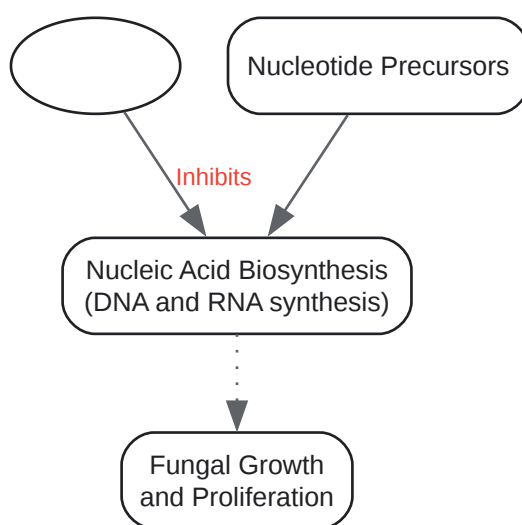 Nucleotide Precursors
Inhibits
Nucleic Acid Biosynthesis
(DNA and RNA synthesis)
Fungal Growth
and Proliferation